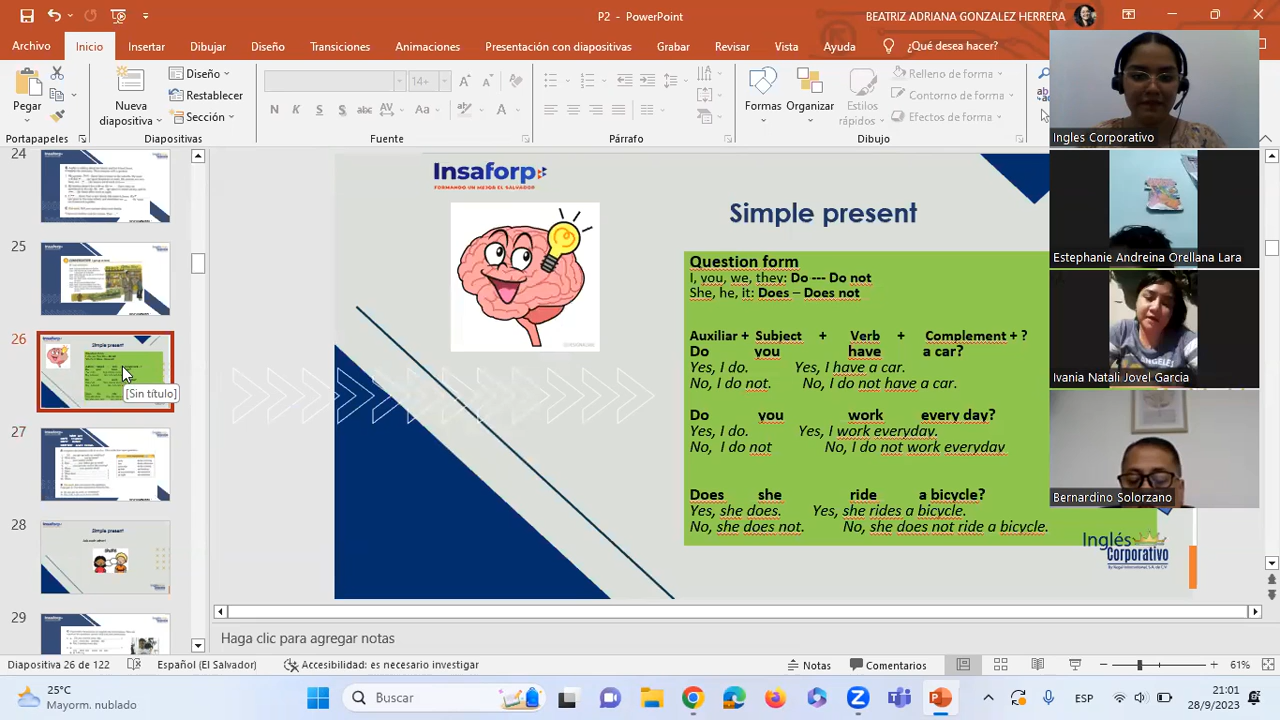 P2 - PowerPoint
BEATRIZ ADRIANA GONZALEZ HERRERA
Archivo Inicio Insertar Dibujar Diseño Transiciones Animaciones Presentación con diapositivas Grabar Revisar Vista Ayuda ¿Qué desea hacer?
Pegar
Nueva diapositiva
Diseño
Restablecer
Sección
14+
Formas
Organizar
Estilos rápidos
Relleno de forma
Contorno de forma
Efectos de forma
Portapapeles Diapositivas Fuente Párrafo Dibujo
Ingles Corporativo
Estephanie Andreina Orellana Lara
Ivania Natali Jovel Garcia
Bernardino Solorzano
24
25
26
27
28
29
[Sin título]
Simple present
Insaforp
FORMANDO UN MEJOR EL SALVADOR
Simple present
Question form
I, you, we, they: Do --- Do not
She, he, it: Does – Does not
Auxiliar + Subject + Verb + Complement + ?
Do you have a car?
Yes, I do. Yes, I have a car.
No, I do not. No, I do not have a car.
Do you work every day?
Yes, I do. Yes, I work everyday.
No, I do not. No, I do not work everyday
Does she ride a bicycle?
Yes, she does. Yes, she rides a bicycle.
No, she does not. No, she does not ride a bicycle.
Inglés
Corporativo
Haga clic para agregar notas
Diapositiva 26 de 122 Español (El Salvador) Accesibilidad: es necesario investigar Notas Comentarios 61%
25°C
Mayorm. nublado
Buscar
ESP
21:01
28/9/2023